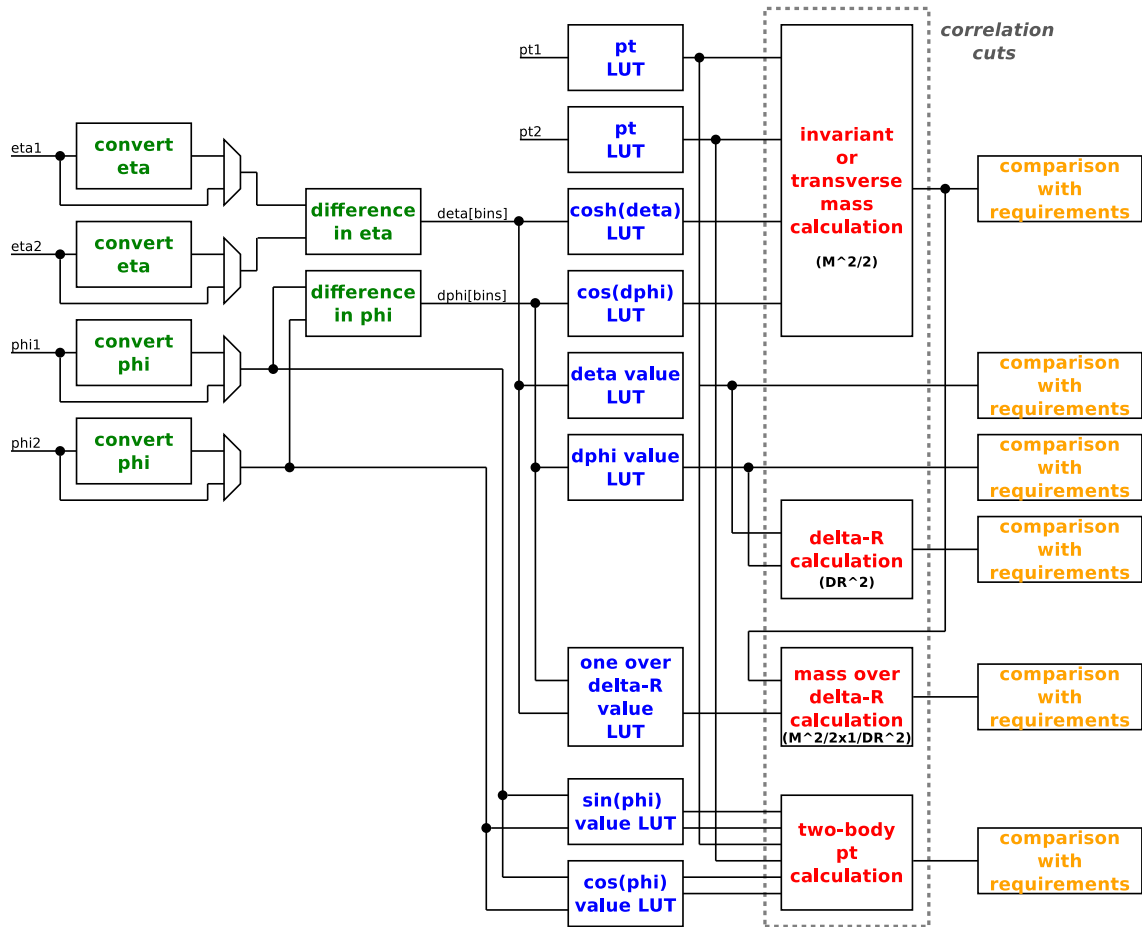 correlation
cuts
pt1
pt
LUT
pt2
pt
LUT
invariant
or
transverse
mass
calculation
(M^2/2)
eta1
convert
eta
eta2
convert
eta
difference
in eta
deta[bins]
cosh(deta)
LUT
comparison
with
requirements
difference
in phi
dphi[bins]
cos(dphi)
LUT
phi1
convert
phi
phi2
convert
phi
deta value
LUT
comparison
with
requirements
dphi value
LUT
comparison
with
requirements
delta-R
calculation
(DR^2)
comparison
with
requirements
one over
delta-R
value
LUT
mass over
delta-R
calculation
(M^2/2x1/DR^2)
comparison
with
requirements
sin(phi)
value LUT
cos(phi)
value LUT
two-body
pt
calculation
comparison
with
requirements